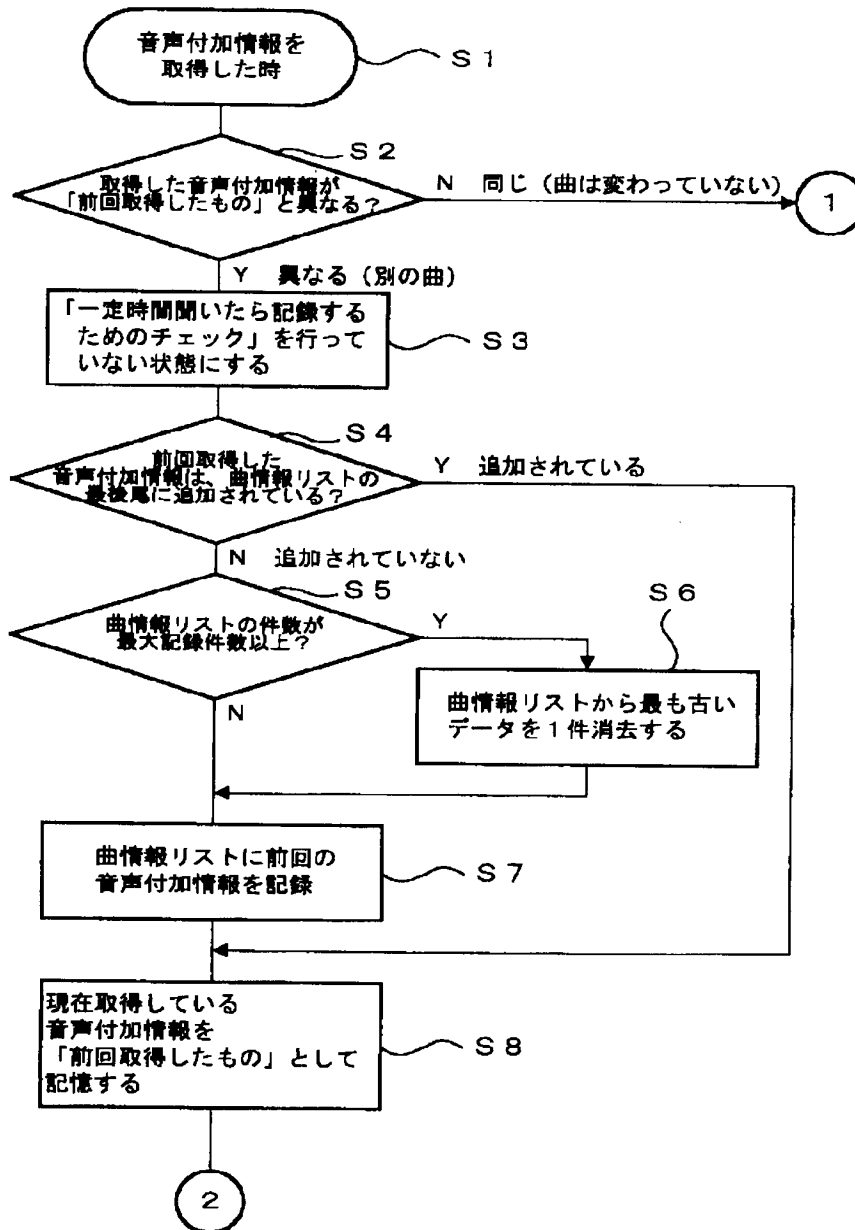 音声付加情報を
取得した時
S1
S2
取得した音声付加情報が
「前回取得したもの」と異なる？
N 同じ（曲は変わっていない）
1
Y 異なる（別の曲）
「一定時間聞いたら記録する
ためのチェック」を行って
いない状態にする
S3
S4
前回取得した
音声付加情報は、曲情報リストの
最後尾に追加されている？
Y 追加されている
N 追加されていない
S5
曲情報リストの件数が
最大記録件数以上？
Y
S6
N
曲情報リストから最も古い
データを１件消去する
曲情報リストに前回の
音声付加情報を記録
S7
現在取得している
音声付加情報を
「前回取得したもの」として
記憶する
S8
2